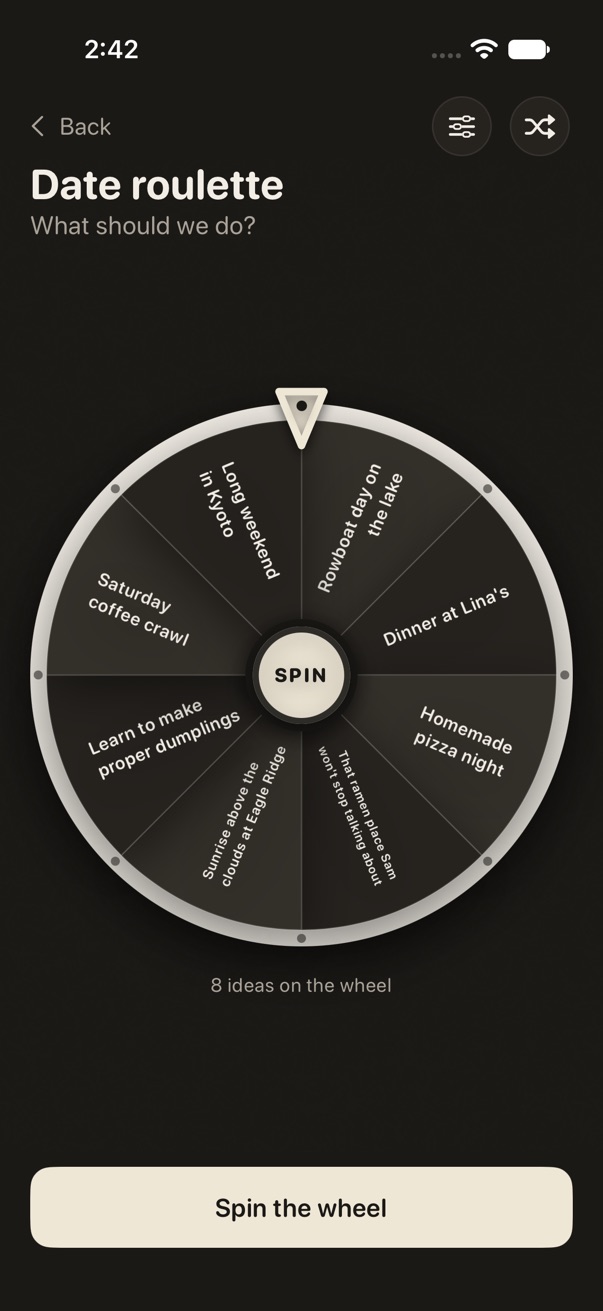 2:42
Back
Date roulette
What should we do?
Long weekend
in Kyoto
Rowboat day on
the lake
Saturday
coffee crawl
Dinner at Lina's
SPIN
Learn to make
proper dumplings
Homemade
pizza night
Sunrise above the
clouds at Eagle Ridge
That ramen place Sam
won't stop talking about
8 ideas on the wheel
Spin the wheel